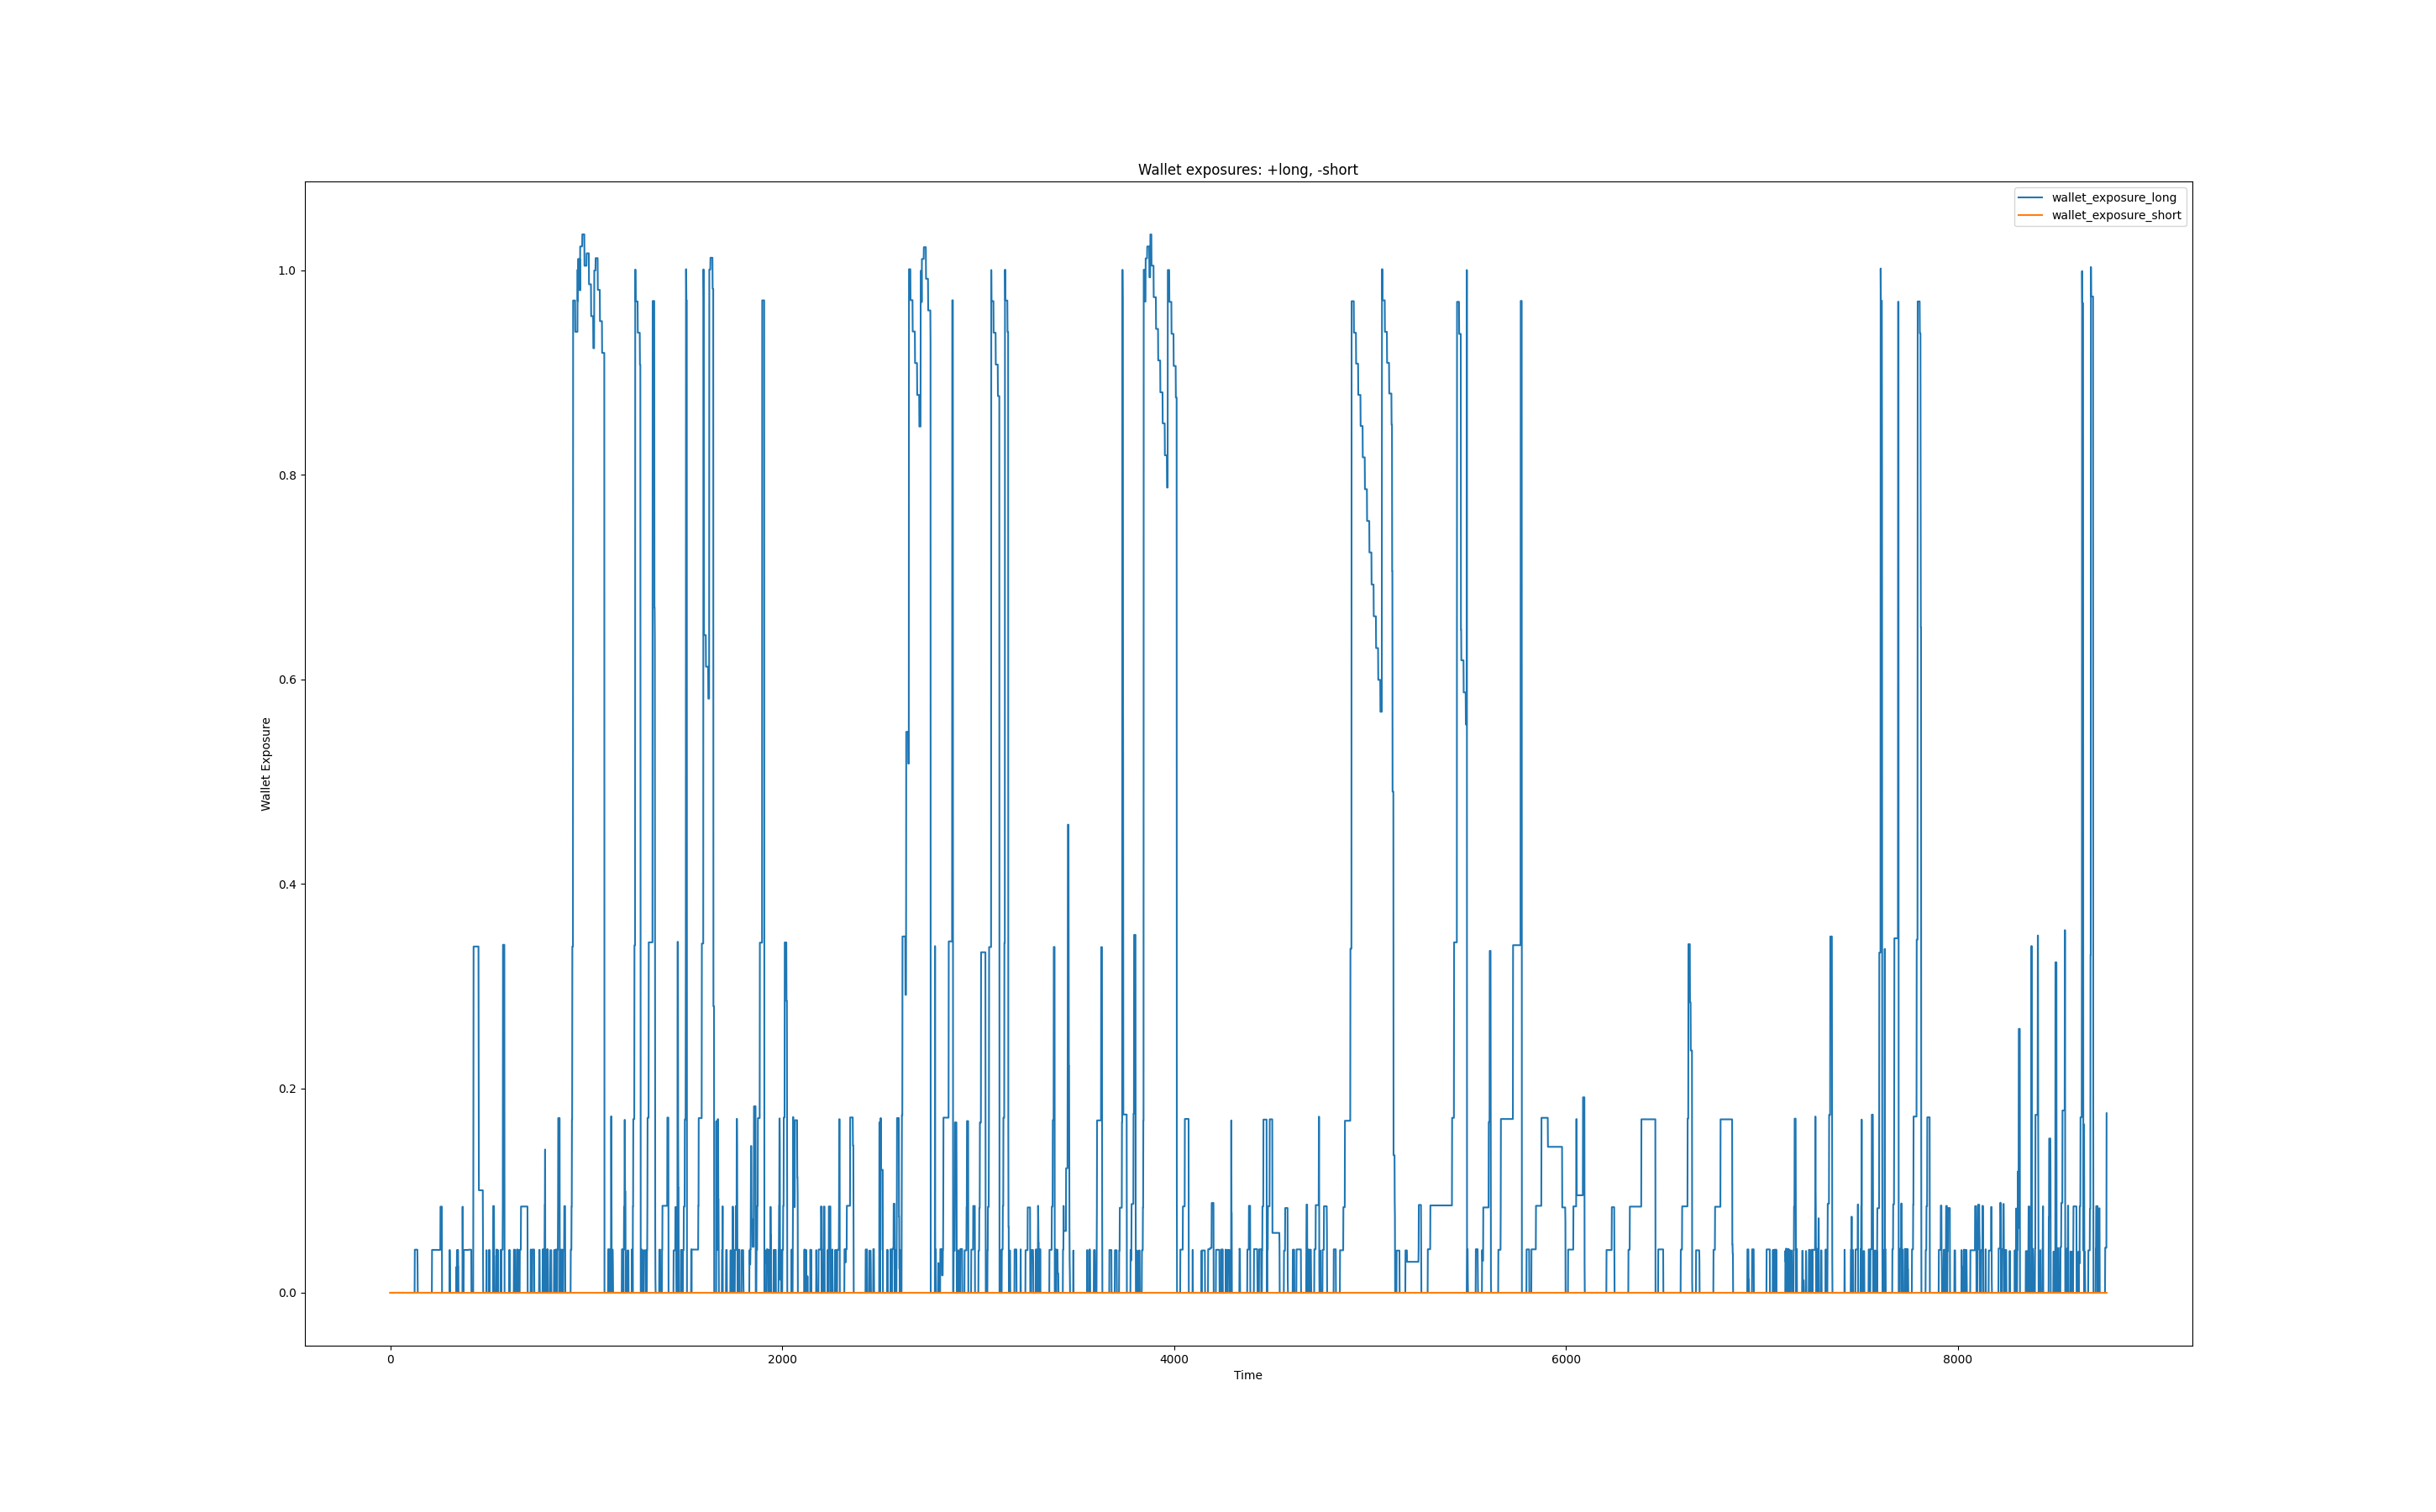 Wallet exposures: +long, -short
wallet_exposure_long
wallet_exposure_short
1.0
0.8
0.6
0.4
0.2
0.0
Wallet Exposure
0 2000 4000 6000 8000
Time